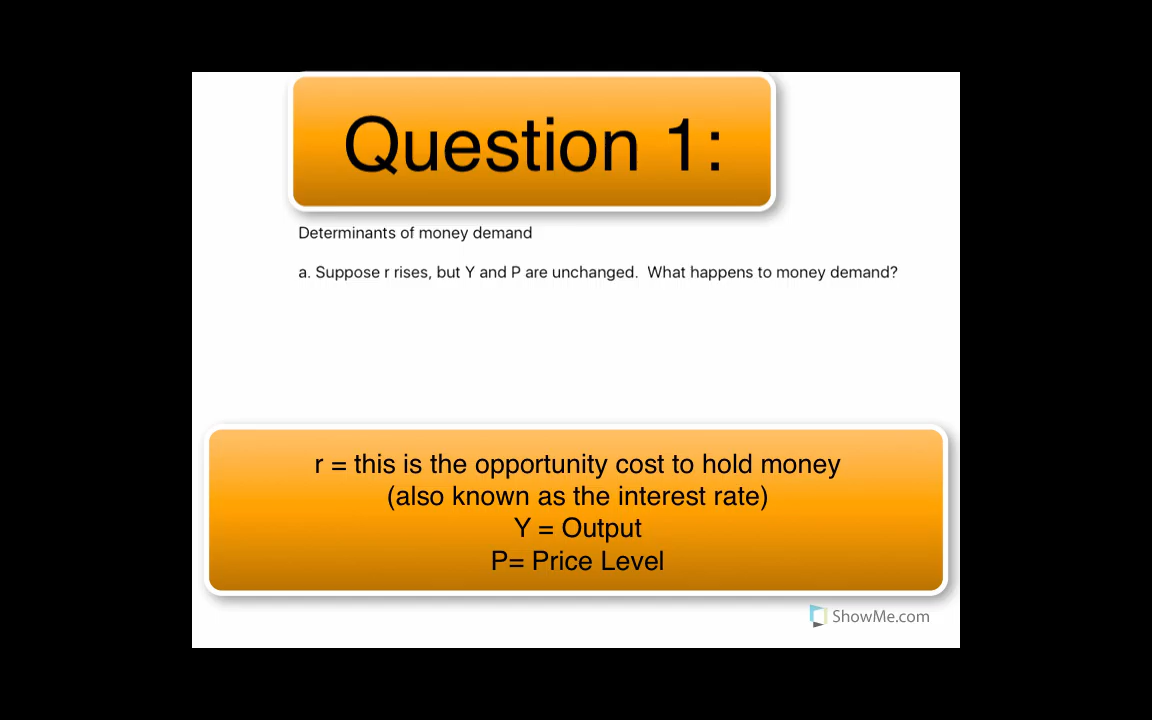 Question 1:
Determinants of money demand
a. Suppose r rises, but Y and P are unchanged.  What happens to money demand?
r = this is the opportunity cost to hold money
(also known as the interest rate)
Y = Output
P= Price Level
ShowMe.com